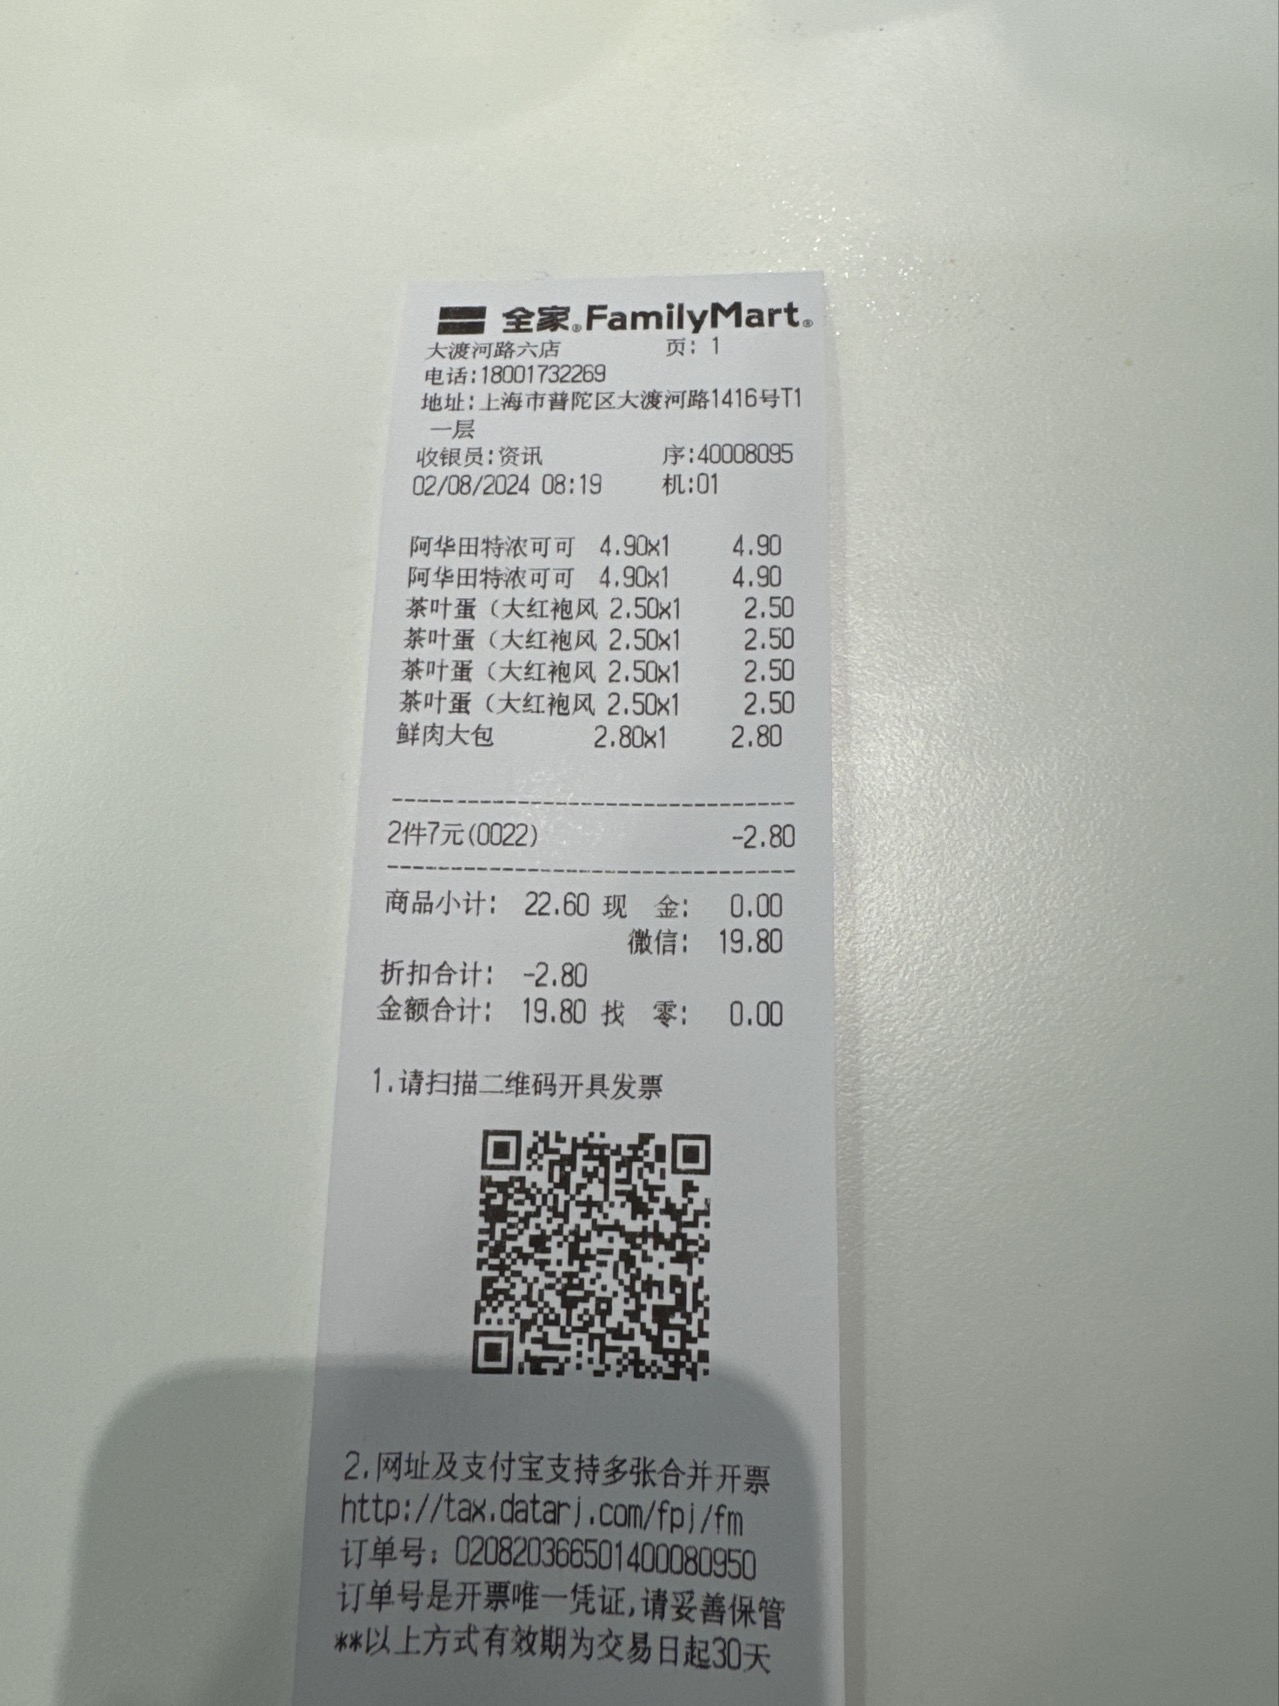 全家®FamilyMart®
大渡河路六店 页: 1
电话:18001732269
地址:上海市普陀区大渡河路1416号T1
一层
收银员:资讯 序:40008095
02/08/2024 08:19 机:01
阿华田特浓可可 4.90x1 4.90
阿华田特浓可可 4.90x1 4.90
茶叶蛋（大红袍风 2.50x1 2.50
茶叶蛋（大红袍风 2.50x1 2.50
茶叶蛋（大红袍风 2.50x1 2.50
茶叶蛋（大红袍风 2.50x1 2.50
鲜肉大包 2.80x1 2.80
--------------------------------
2件7元(0022) -2.80
--------------------------------
商品小计: 22.60 现 金: 0.00
微信: 19.80
折扣合计: -2.80
金额合计: 19.80 找 零: 0.00
1.请扫描二维码开具发票
2.网址及支付宝支持多张合并开票
http://tax.datarj.com/fpj/fm
订单号: 020820366501400080950
订单号是开票唯一凭证,请妥善保管
**以上方式有效期为交易日起30天